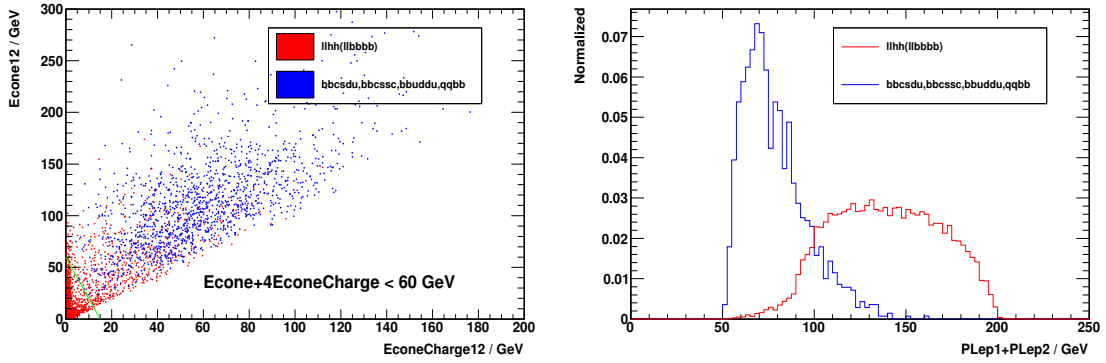 Econe12 / GeV
300
250
200
150
100
50
0
llhh(llbbbb)
bbcsdu,bbcssc,bbuddu,qqbb
Econe+4EconeCharge < 60 GeV
0 20 40 60 80 100 120 140 160 180 200
EconeCharge12 / GeV
Normalized
0.07
0.06
0.05
0.04
0.03
0.02
0.01
0
llhh(llbbbb)
bbcsdu,bbcssc,bbuddu,qqbb
0 50 100 150 200 250
PLep1+PLep2 / GeV